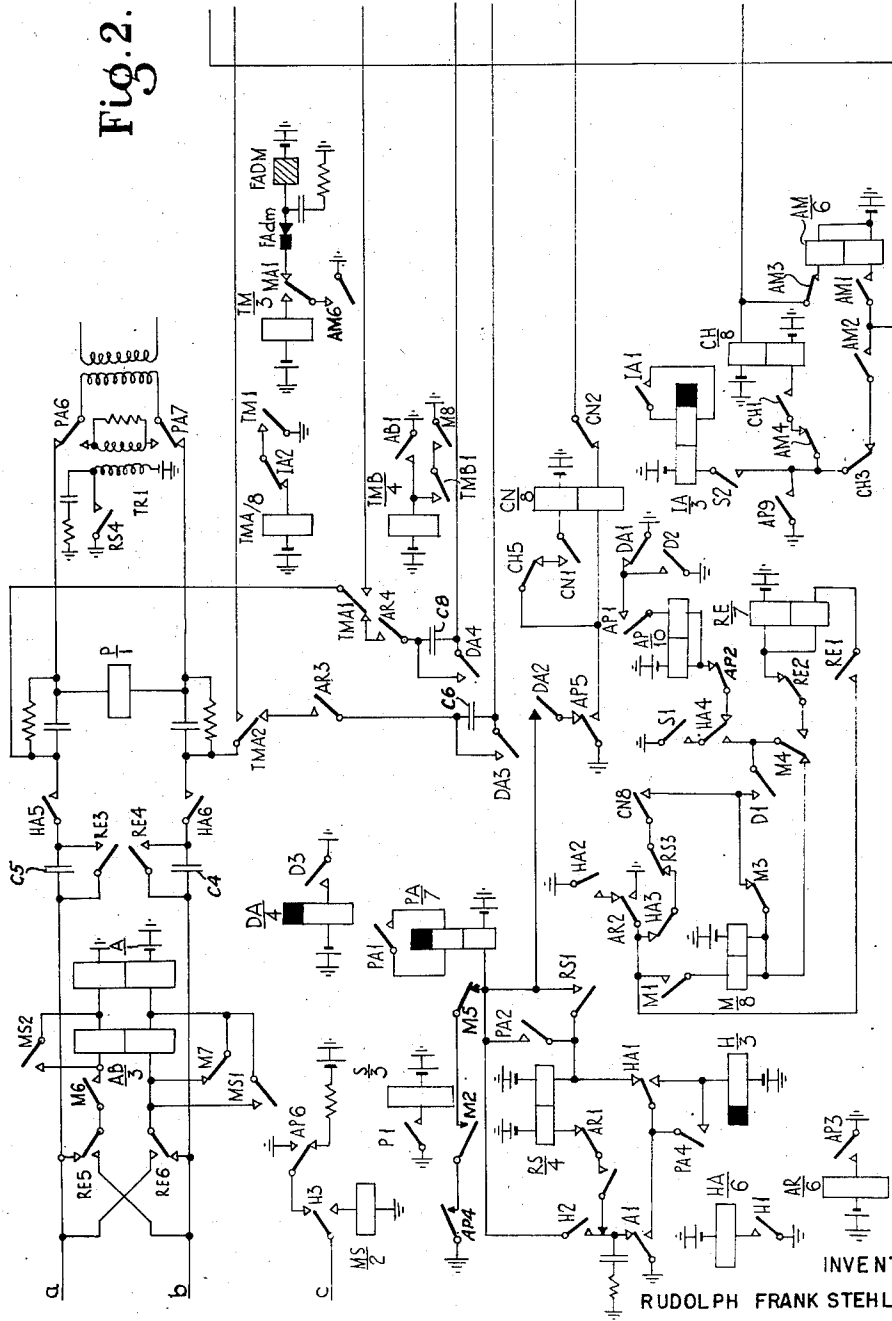 Fig.2.
a
b
c
RE5
RE6
M6
AB
3
M7
MS1
MS2
A
C5
C4
RE3
RE4
HA5
HA6
P
1
RS4
TR1
PA6
PA7
TMA2
AR3
TMA1
AR4
C8
C6
DA4
DA3
TMA/8
IA2
TM1
TM
3
AM6
MA1
FAdm
FADM
TMB
4
AB1
TMB1
M8
H3
AP6
MS
2
P1
S
3
DA
4
D3
PA1
PA
7
AP4
M2
M5
DA2
AP5
CH5
CN1
CN
8
CN2
H2
A1
RS
4
AR1
PA2
RS1
HA1
PA4
H
3
HA
6
H1
AR
6
AP3
HA2
AR2
HA3
RS3
CN8
M1
M
8
M3
D1
M4
S1
HA4
AP2
AP
10
AP1
DA1
D2
RE2
RE
7
RE1
IA
3
IA1
S2
AP9
CH3
AM4
CH1
CH
8
AM2
AM1
AM3
AM
6
INVENT
RUDOLPH FRANK STEHL